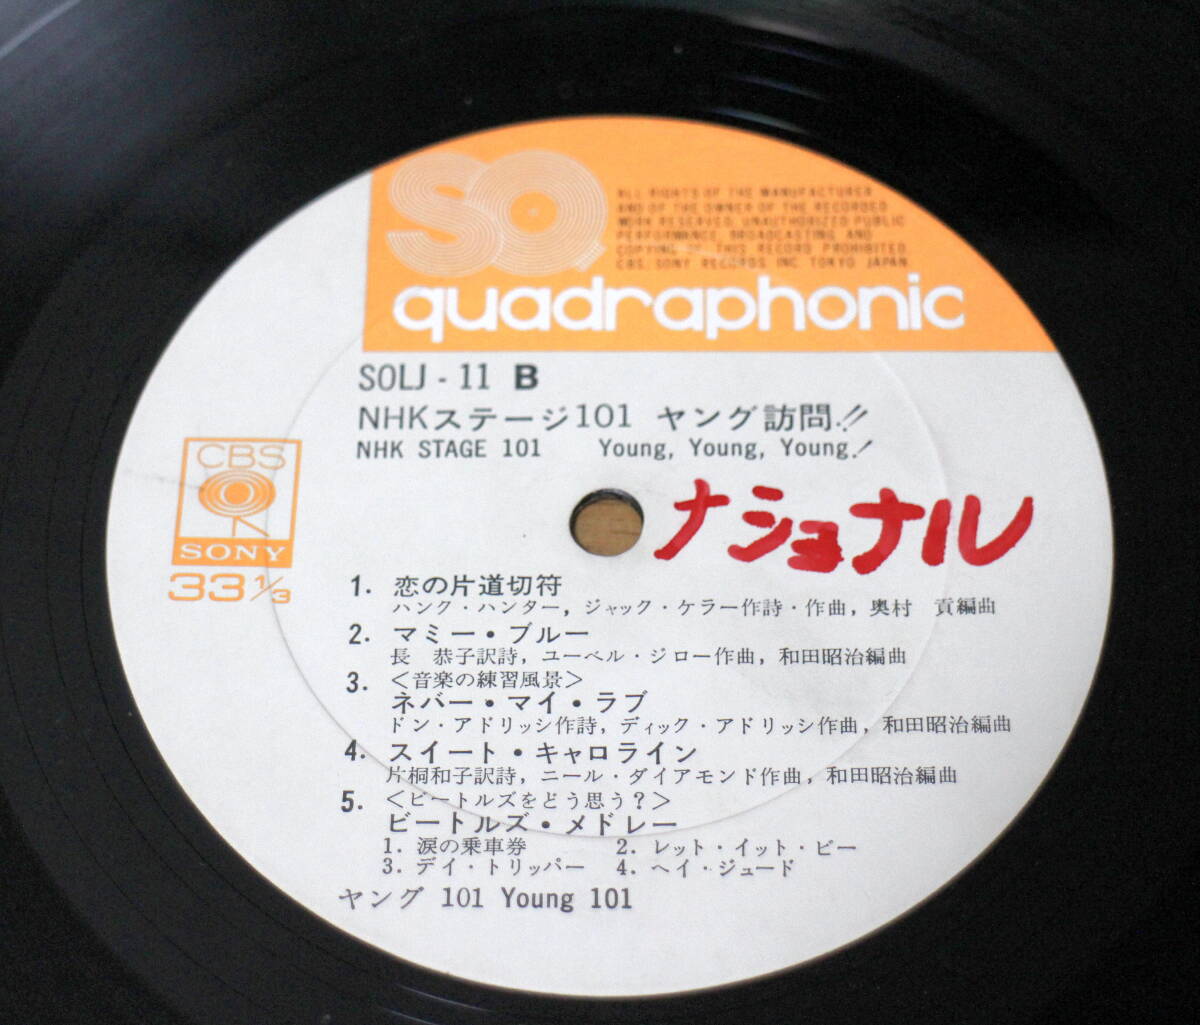 SQ
ALL RIGHTS OF THE MANUFACTURER
AND OF THE OWNER OF THE RECORDED
WORK RESERVED. UNAUTHORIZED PUBLIC
PERFORMANCE, BROADCASTING AND
COPYING OF THIS RECORD PROHIBITED
CBS/SONY RECORDS INC. TOKYO JAPAN
quadraphonic
SOLJ - 11 B
NHKステージ101 ヤング訪問!!
NHK STAGE 101 Young, Young, Young!
CBS
SONY
33 1/3
ナショナル
1. 恋の片道切符
ハンク・ハンター, ジャック・ケラー作詩・作曲, 奥村 貢編曲
2. マミー・ブルー
長 恭子訳詩, ユーベル・ジロー作曲, 和田昭治編曲
3. <音楽の練習風景>
ネバー・マイ・ラブ
ドン・アドリッシ作詩, ディック・アドリッシ作曲, 和田昭治編曲
4. スイート・キャロライン
片桐和子訳詩, ニール・ダイアモンド作曲, 和田昭治編曲
5. <ビートルズをどう思う?>
ビートルズ・メドレー
1. 涙の乗車券 2. レット・イット・ビー
3. デイ・トリッパー 4. ヘイ・ジュード
ヤング 101 Young 101